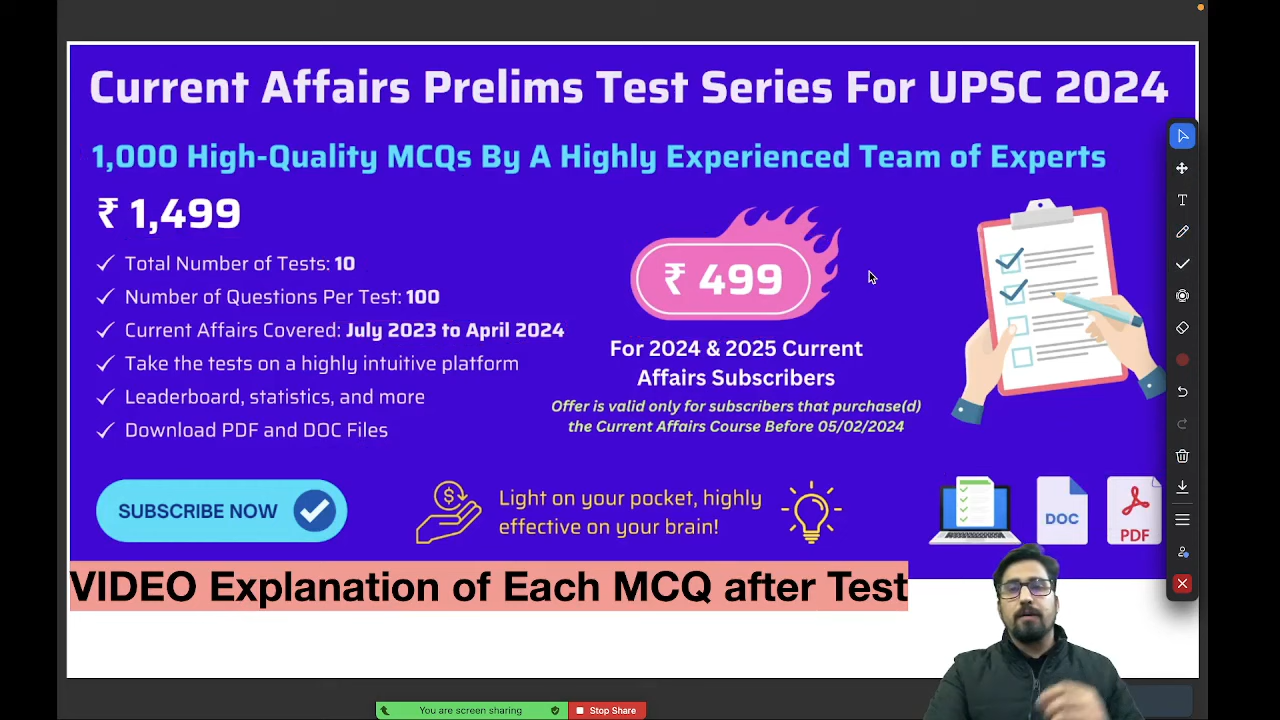 Current Affairs Prelims Test Series For UPSC 2024
1,000 High-Quality MCQs By A Highly Experienced Team of Experts
₹ 1,499
Total Number of Tests: 10
Number of Questions Per Test: 100
Current Affairs Covered: July 2023 to April 2024
Take the tests on a highly intuitive platform
Leaderboard, statistics, and more
Download PDF and DOC Files
₹ 499
For 2024 & 2025 Current
Affairs Subscribers
Offer is valid only for subscribers that purchase(d)
the Current Affairs Course Before 05/02/2024
SUBSCRIBE NOW
Light on your pocket, highly
effective on your brain!
DOC
PDF
VIDEO Explanation of Each MCQ after Test
You are screen sharing
Stop Share